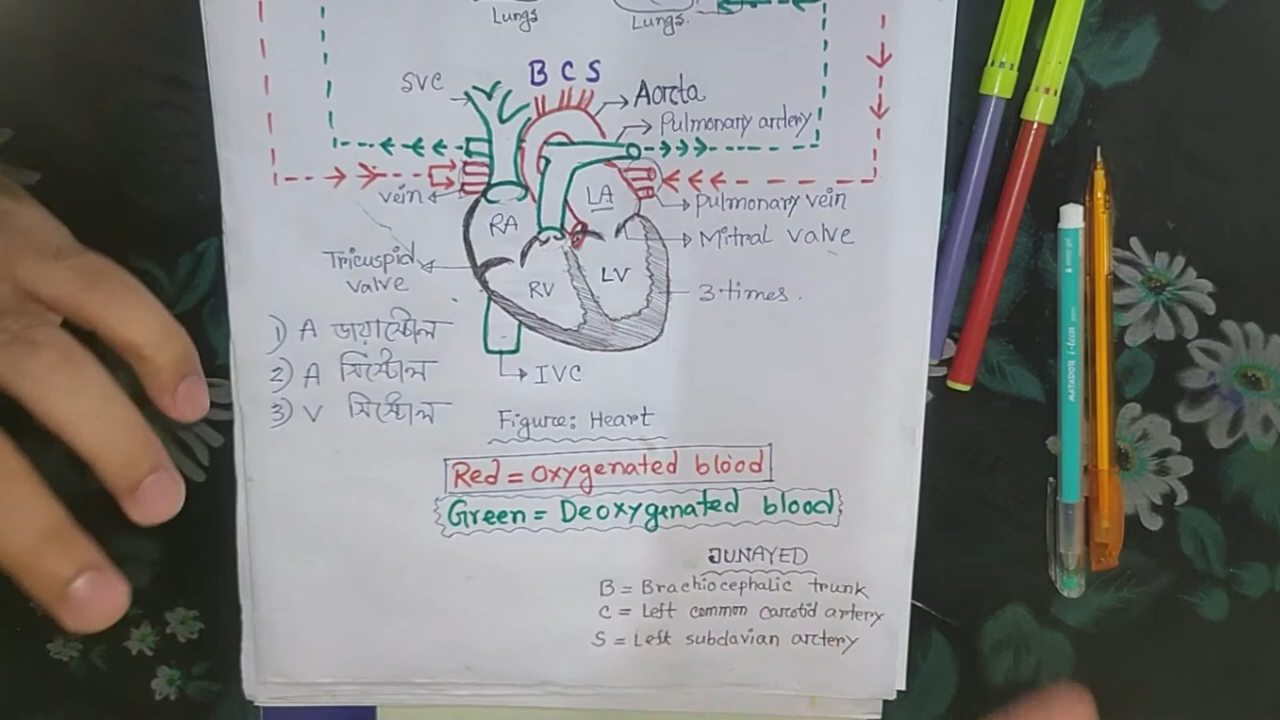 Lungs
Lungs.
SVC
B C S
Aorta
Pulmonary artery
vein
RA
LA
Pulmonary vein
Mitral valve
Tricuspid
valve
RV
LV
3 times.
1) A ডায়াস্টোল
2) A সিস্টোল
3) V সিস্টোল
IVC
Figure: Heart
Red = Oxygenated blood
Green = Deoxygenated blood
JUNAYED
B = Brachiocephalic trunk
C = Left common carotid artery
S = Left subclavian artery
MATADOR i-teen